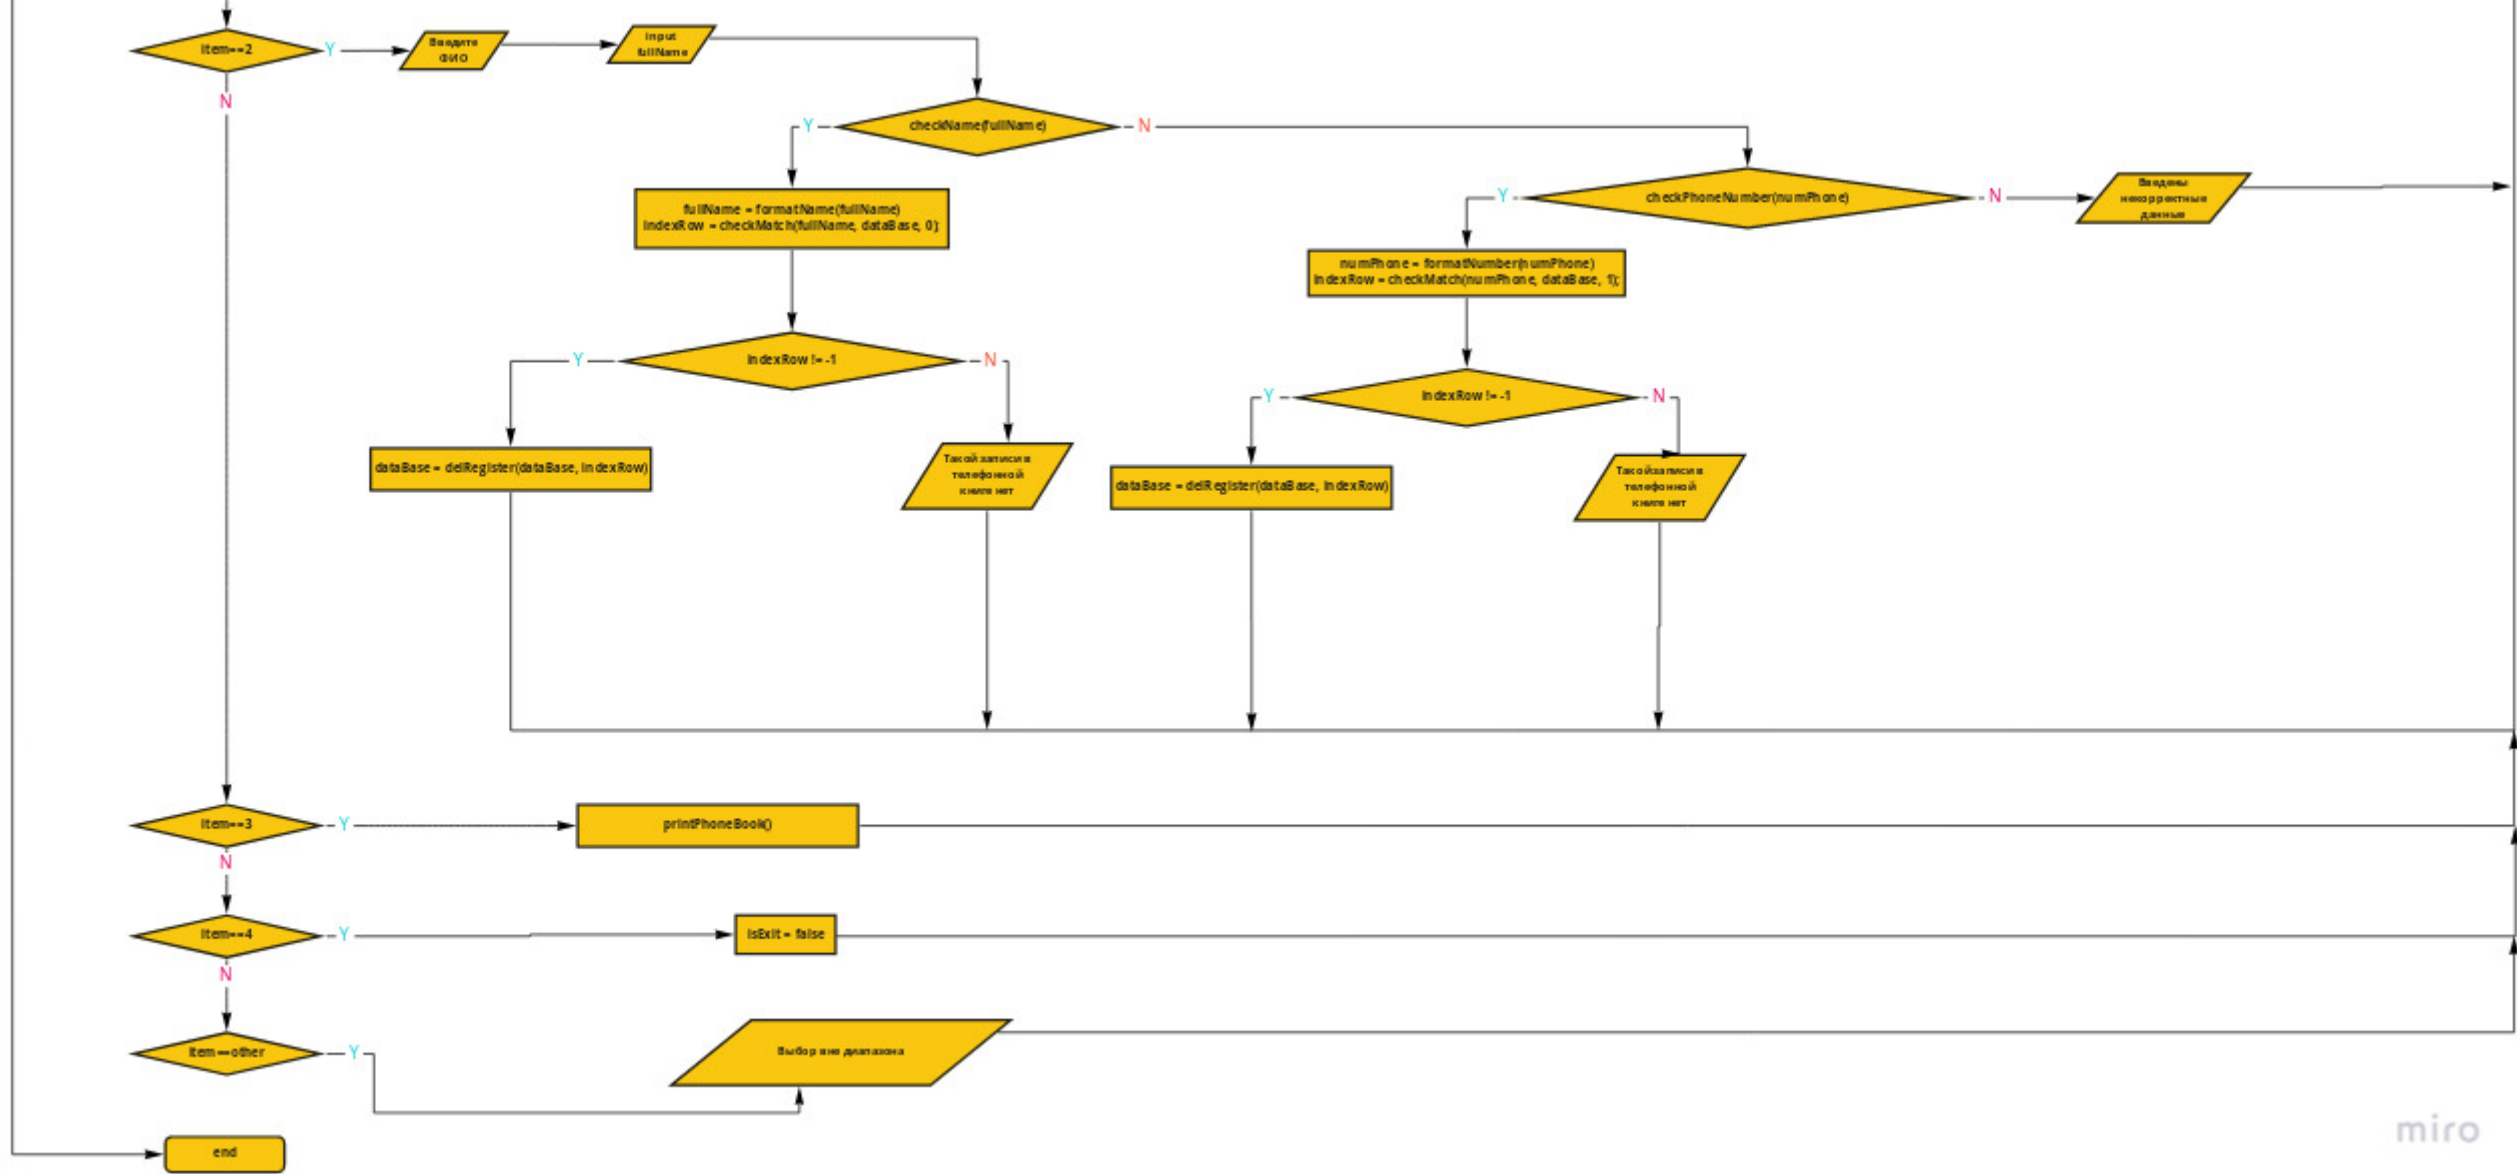 item==2
Y
Введите
ФИО
input
fullName
N
checkName(fullName)
Y
N
checkPhoneNumber(numPhone)
Y
N
Введены
некорректные
данные
fullName = formatName(fullName)
indexRow = checkMatch(fullName, dataBase, 0);
numPhone = formatNumber(numPhone)
indexRow = checkMatch(numPhone, dataBase, 1);
indexRow != -1
Y
N
indexRow != -1
Y
N
dataBase = delRegister(dataBase, indexRow)
Такой записи в
телефонной
книге нет
dataBase = delRegister(dataBase, indexRow)
Такой записи в
телефонной
книге нет
item==3
Y
printPhoneBook()
N
item==4
Y
isExit = false
N
item==other
Y
Выбор вне диапазона
end
miro